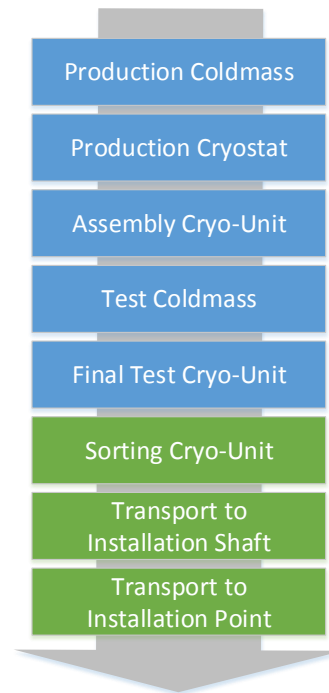 Production Coldmass
Production Cryostat
Assembly Cryo-Unit
Test Coldmass
Final Test Cryo-Unit
Sorting Cryo-Unit
Transport to
Installation Shaft
Transport to
Installation Point